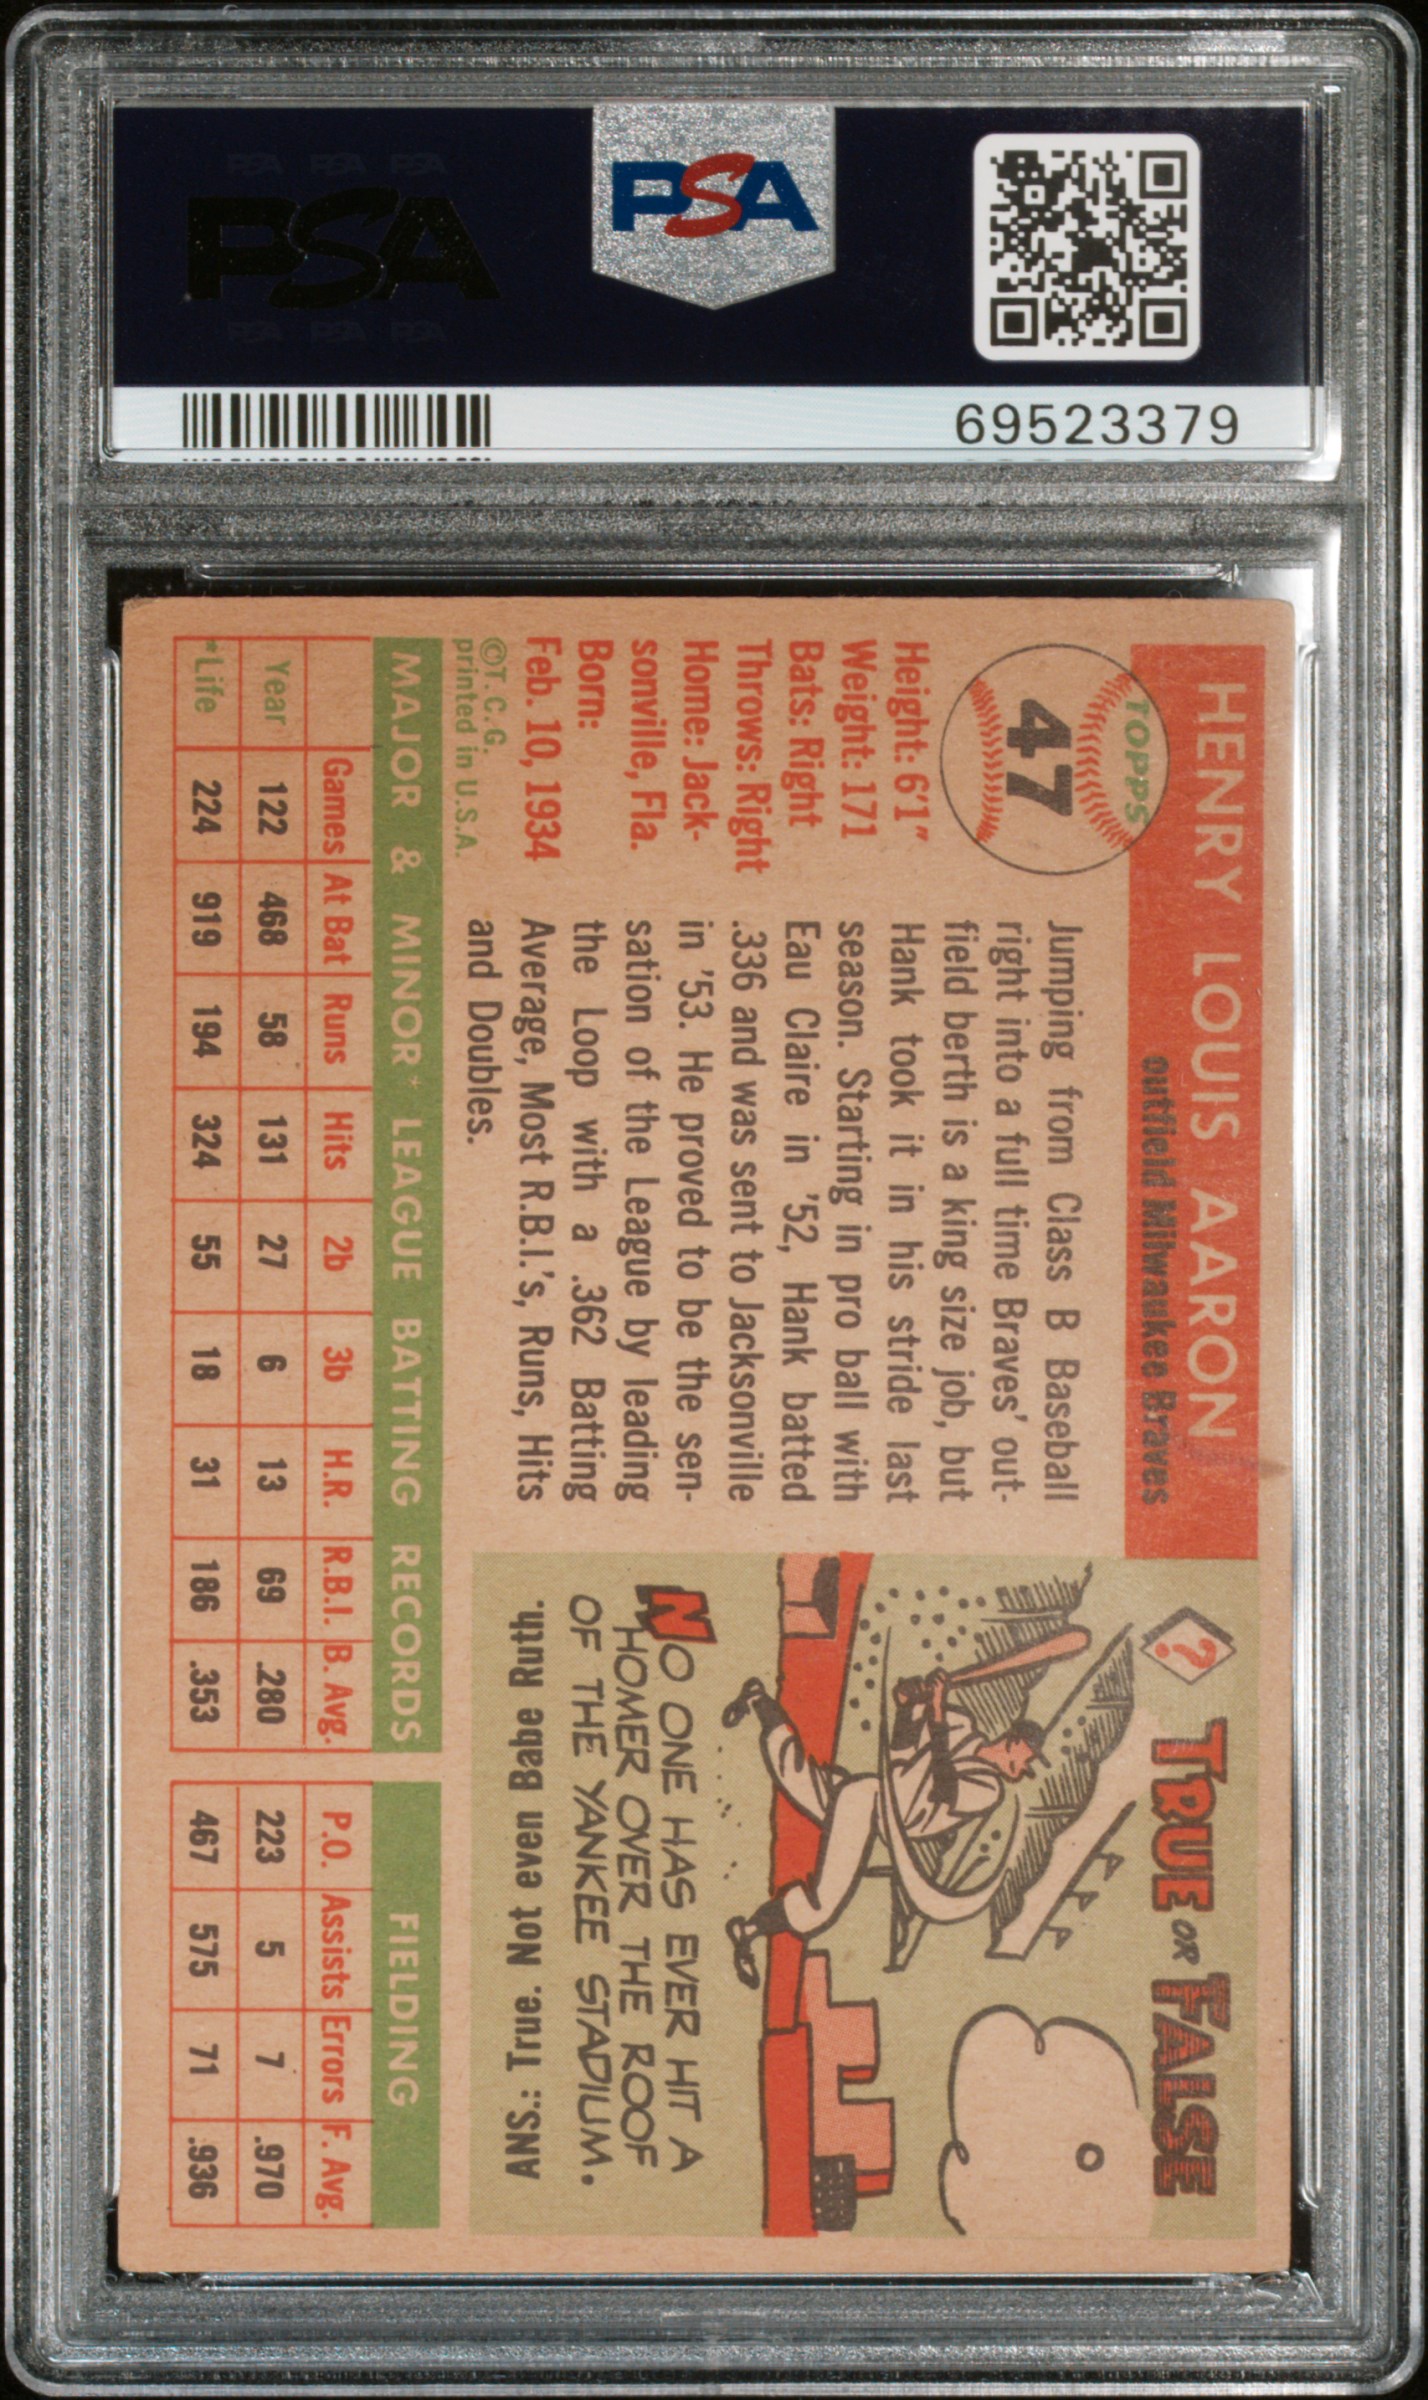 PSA PSA PSA
PSA
PSA PSA PSA
PSA
69523379
HENRY LOUIS AARON
outfield Milwaukee Braves
TOPPS
47
Height: 6'1"
Weight: 171
Bats: Right
Throws: Right
Home: Jack-
sonville, Fla.
Born:
Feb. 10, 1934
©T.C.G.
printed in U.S.A.
Jumping from Class B Baseball
right into a full time Braves' out-
field berth is a king size job, but
Hank took it in his stride last
season. Starting in pro ball with
Eau Claire in '52, Hank batted
.336 and was sent to Jacksonville
in '53. He proved to be the sen-
sation of the League by leading
the Loop with a .362 Batting
Average, Most R.B.I.'s, Runs, Hits
and Doubles.
? TRUE OR FALSE
NO ONE HAS EVER HIT A
HOMER OVER THE ROOF
OF THE YANKEE STADIUM.
ANS.: True. Not even Babe Ruth.
MAJOR & MINOR* LEAGUE BATTING RECORDS FIELDING
Games At Bat Runs Hits 2b 3b H.R. R.B.I. B. Avg. P.O. Assists Errors F. Avg.
Year 122 468 58 131 27 6 13 69 .280 223 5 7 .970
*Life 224 919 194 324 55 18 31 186 .353 467 575 71 .936